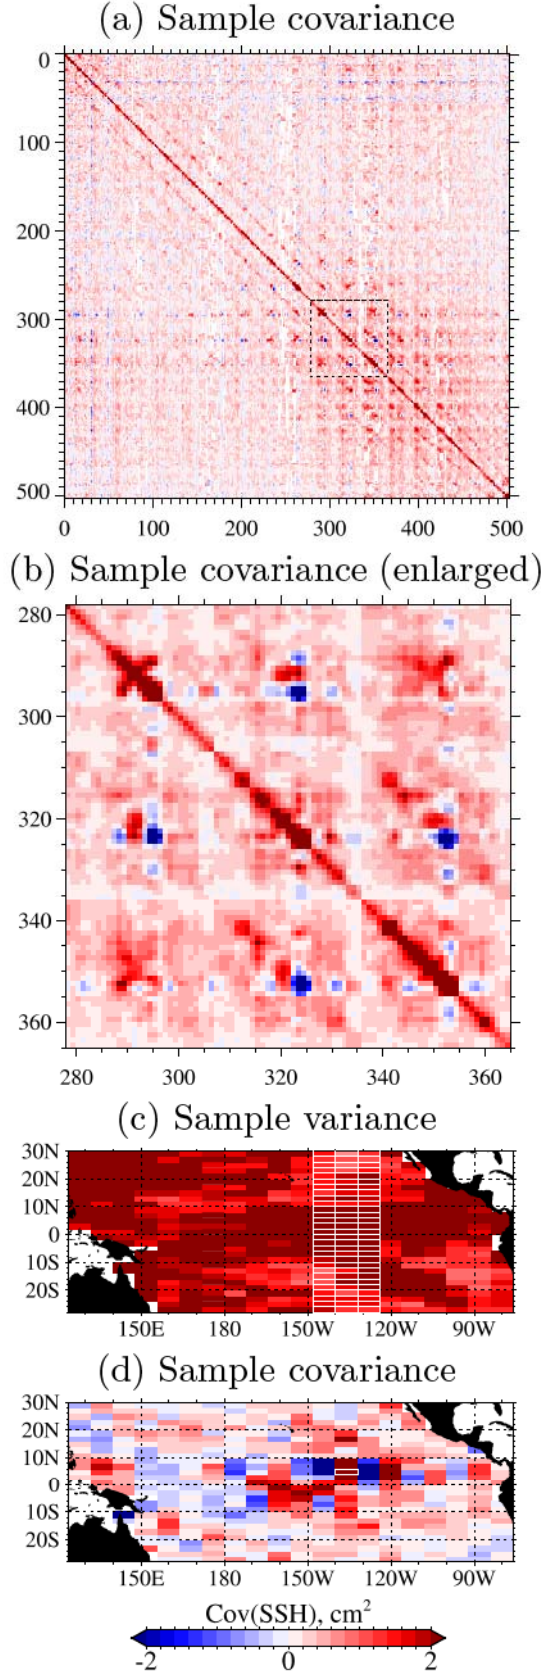 (a) Sample covariance
0
100
200
300
400
500
0 100 200 300 400 500
(b) Sample covariance (enlarged)
280
300
320
340
360
280 300 320 340 360
(c) Sample variance
30N
20N
10N
0
10S
20S
150E 180 150W 120W 90W
(d) Sample covariance
30N
20N
10N
0
10S
20S
150E 180 150W 120W 90W
Cov(SSH), cm²
-2 0 2